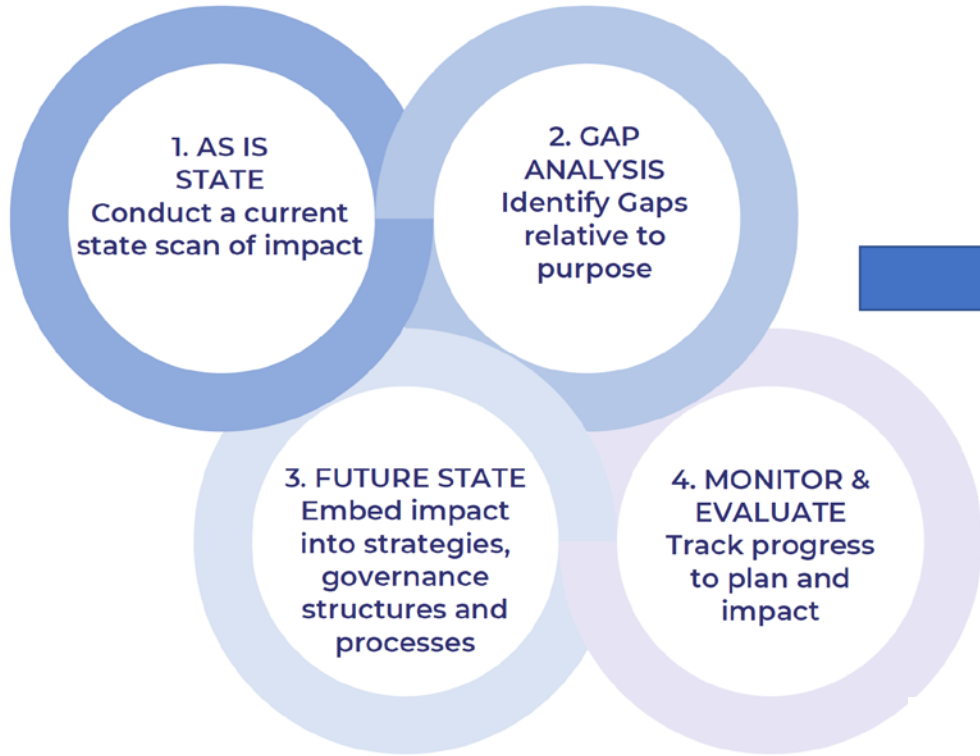 1. AS IS
STATE
Conduct a current
state scan of impact
2. GAP
ANALYSIS
Identify Gaps
relative to
purpose
3. FUTURE STATE
Embed impact
into strategies,
governance
structures and
processes
4. MONITOR &
EVALUATE
Track progress
to plan and
impact